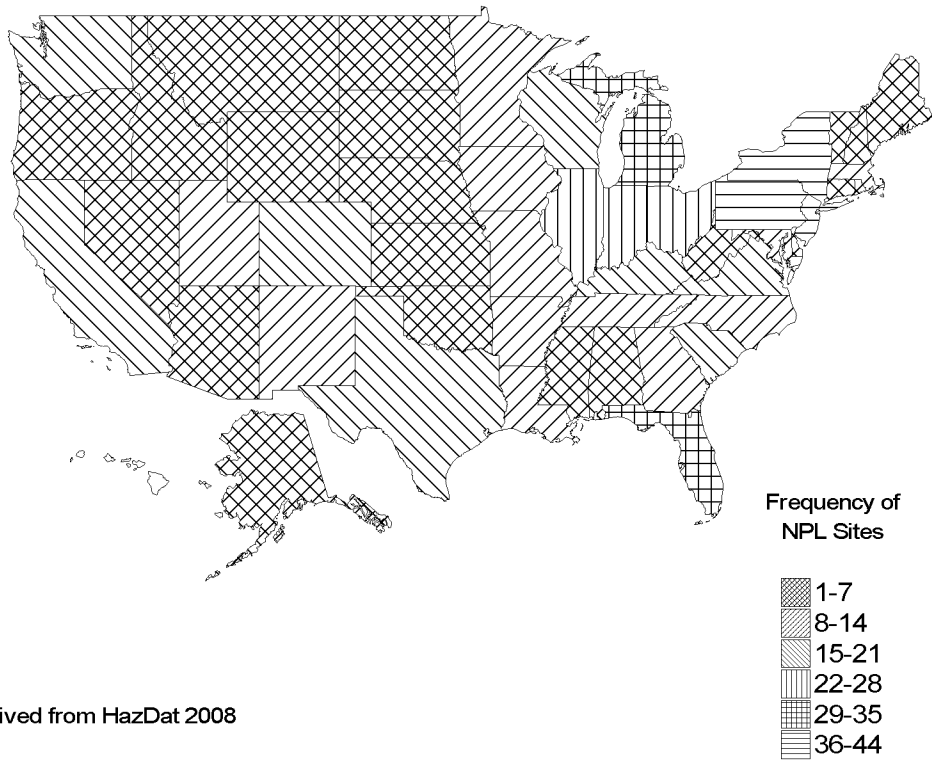 Frequency of
NPL Sites
1-7
8-14
15-21
22-28
29-35
36-44
from HazDat 2008